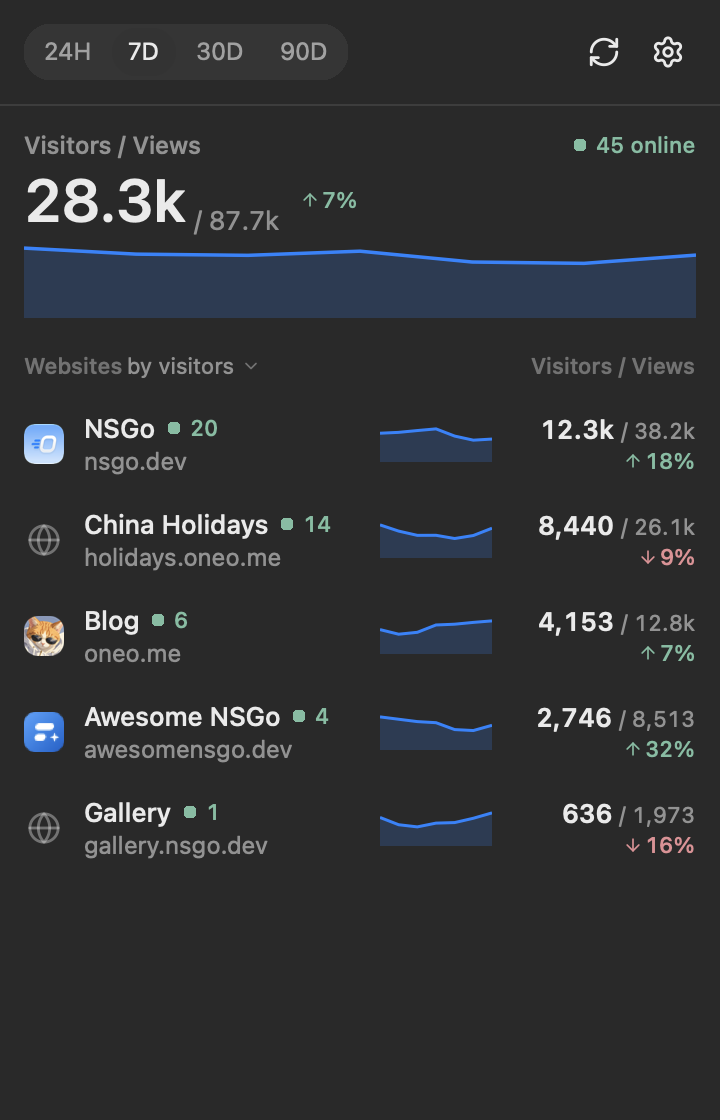 24H 7D 30D 90D
Visitors / Views 45 online
28.3k / 87.7k ↑ 7%
Websites by visitors Visitors / Views
NSGo 20 12.3k / 38.2k
nsgo.dev ↑ 18%
China Holidays 14 8,440 / 26.1k
holidays.oneo.me ↓ 9%
Blog 6 4,153 / 12.8k
oneo.me ↑ 7%
Awesome NSGo 4 2,746 / 8,513
awesomensgo.dev ↑ 32%
Gallery 1 636 / 1,973
gallery.nsgo.dev ↓ 16%